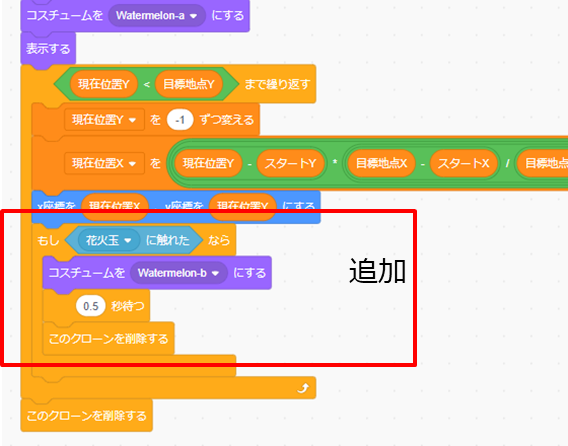 コスチュームを Watermelon-a にする
表示する
現在位置Y < 目標地点Y まで繰り返す
現在位置Y を -1 ずつ変える
現在位置X を 現在位置Y - スタートY * 目標地点X - スタートX / 目標地点
x座標を 現在位置X 、y座標を 現在位置Y にする
もし 花火玉 に触れた なら
追加
コスチュームを Watermelon-b にする
0.5 秒待つ
このクローンを削除する
このクローンを削除する